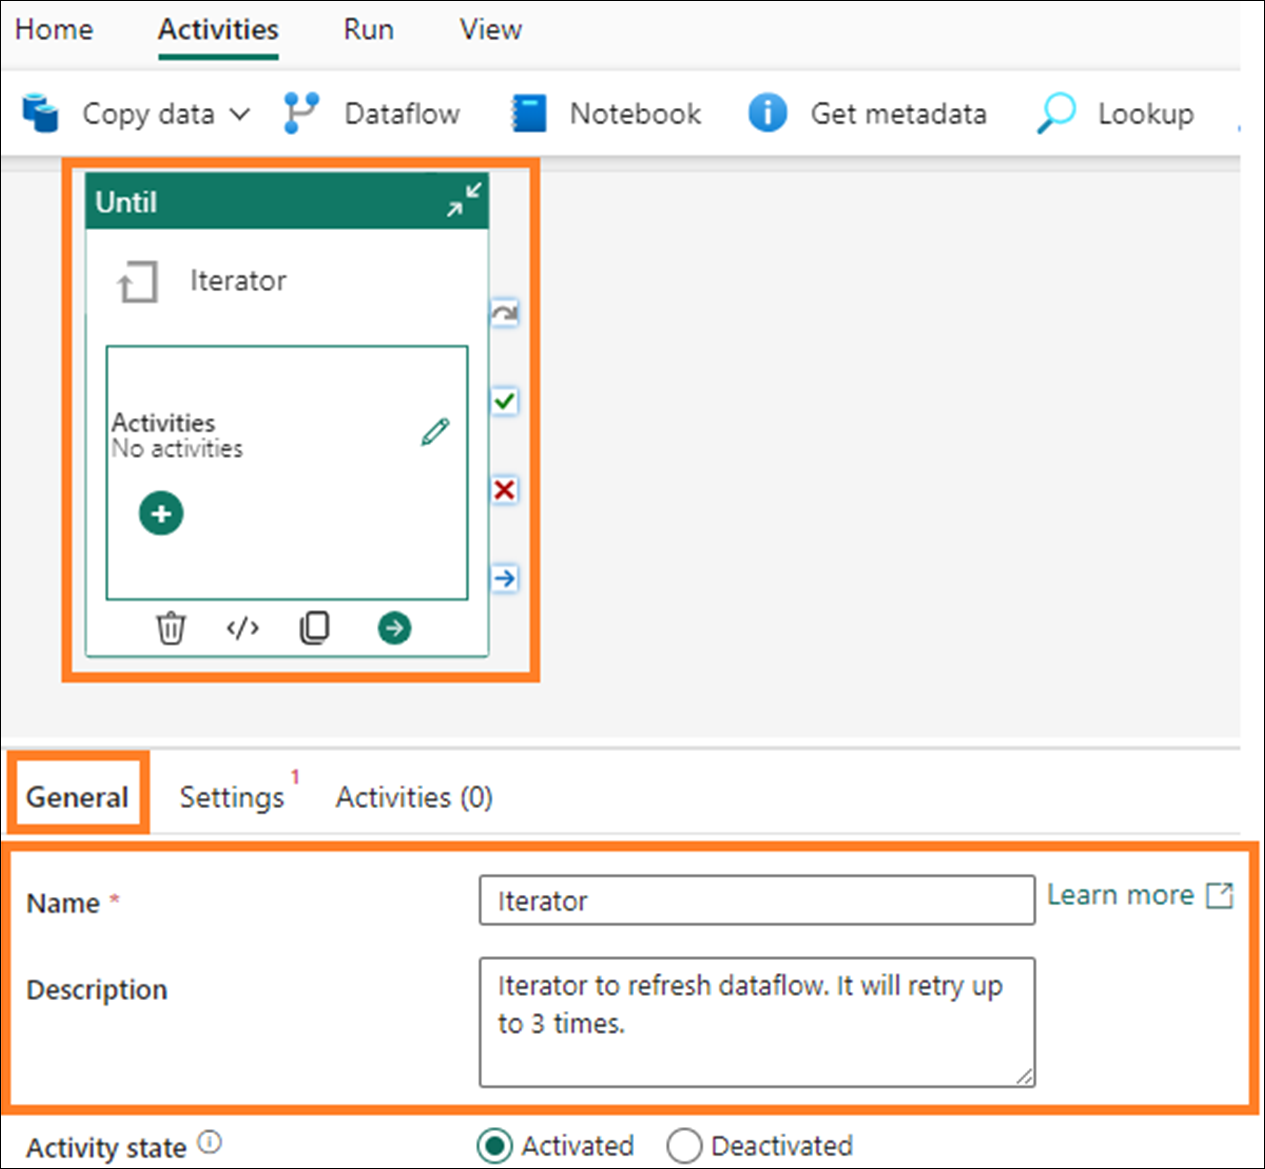 Home Activities Run View
Copy data Dataflow Notebook Get metadata Lookup
Until
Iterator
Activities
No activities
General Settings 1 Activities (0)
Name * Iterator Learn more
Description Iterator to refresh dataflow. It will retry up
to 3 times.
Activity state Activated Deactivated